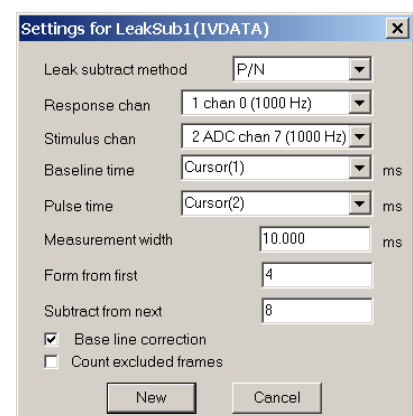 Settings for LeakSub1(IVDATA)
Leak subtract method P/N
Response chan 1 chan 0 (1000 Hz)
Stimulus chan 2 ADC chan 7 (1000 Hz)
Baseline time Cursor(1) ms
Pulse time Cursor(2) ms
Measurement width 10.000 ms
Form from first 4
Subtract from next 8
Base line correction
Count excluded frames
New Cancel